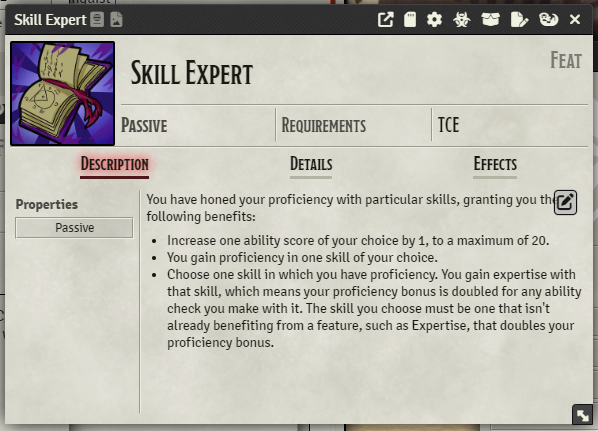 Inquist
Skill Expert
Skill Expert
Feat
Passive
Requirements
TCE
Description
Details
Effects
Properties
Passive
You have honed your proficiency with particular skills, granting you the
following benefits:
• Increase one ability score of your choice by 1, to a maximum of 20.
• You gain proficiency in one skill of your choice.
• Choose one skill in which you have proficiency. You gain expertise with
that skill, which means your proficiency bonus is doubled for any ability
check you make with it. The skill you choose must be one that isn't
already benefiting from a feature, such as Expertise, that doubles your
proficiency bonus.